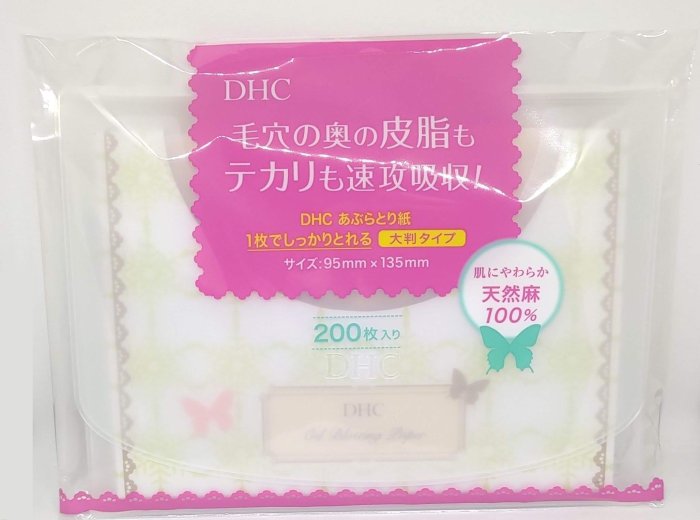 DHC
毛穴の奥の皮脂も
テカリも速攻吸収!
DHC あぶらとり紙
1枚でしっかりとれる 大判タイプ
サイズ:95mm×135mm
肌にやわらか
天然麻
100%
200枚入り
DHC
DHC
Oil Blotting Paper